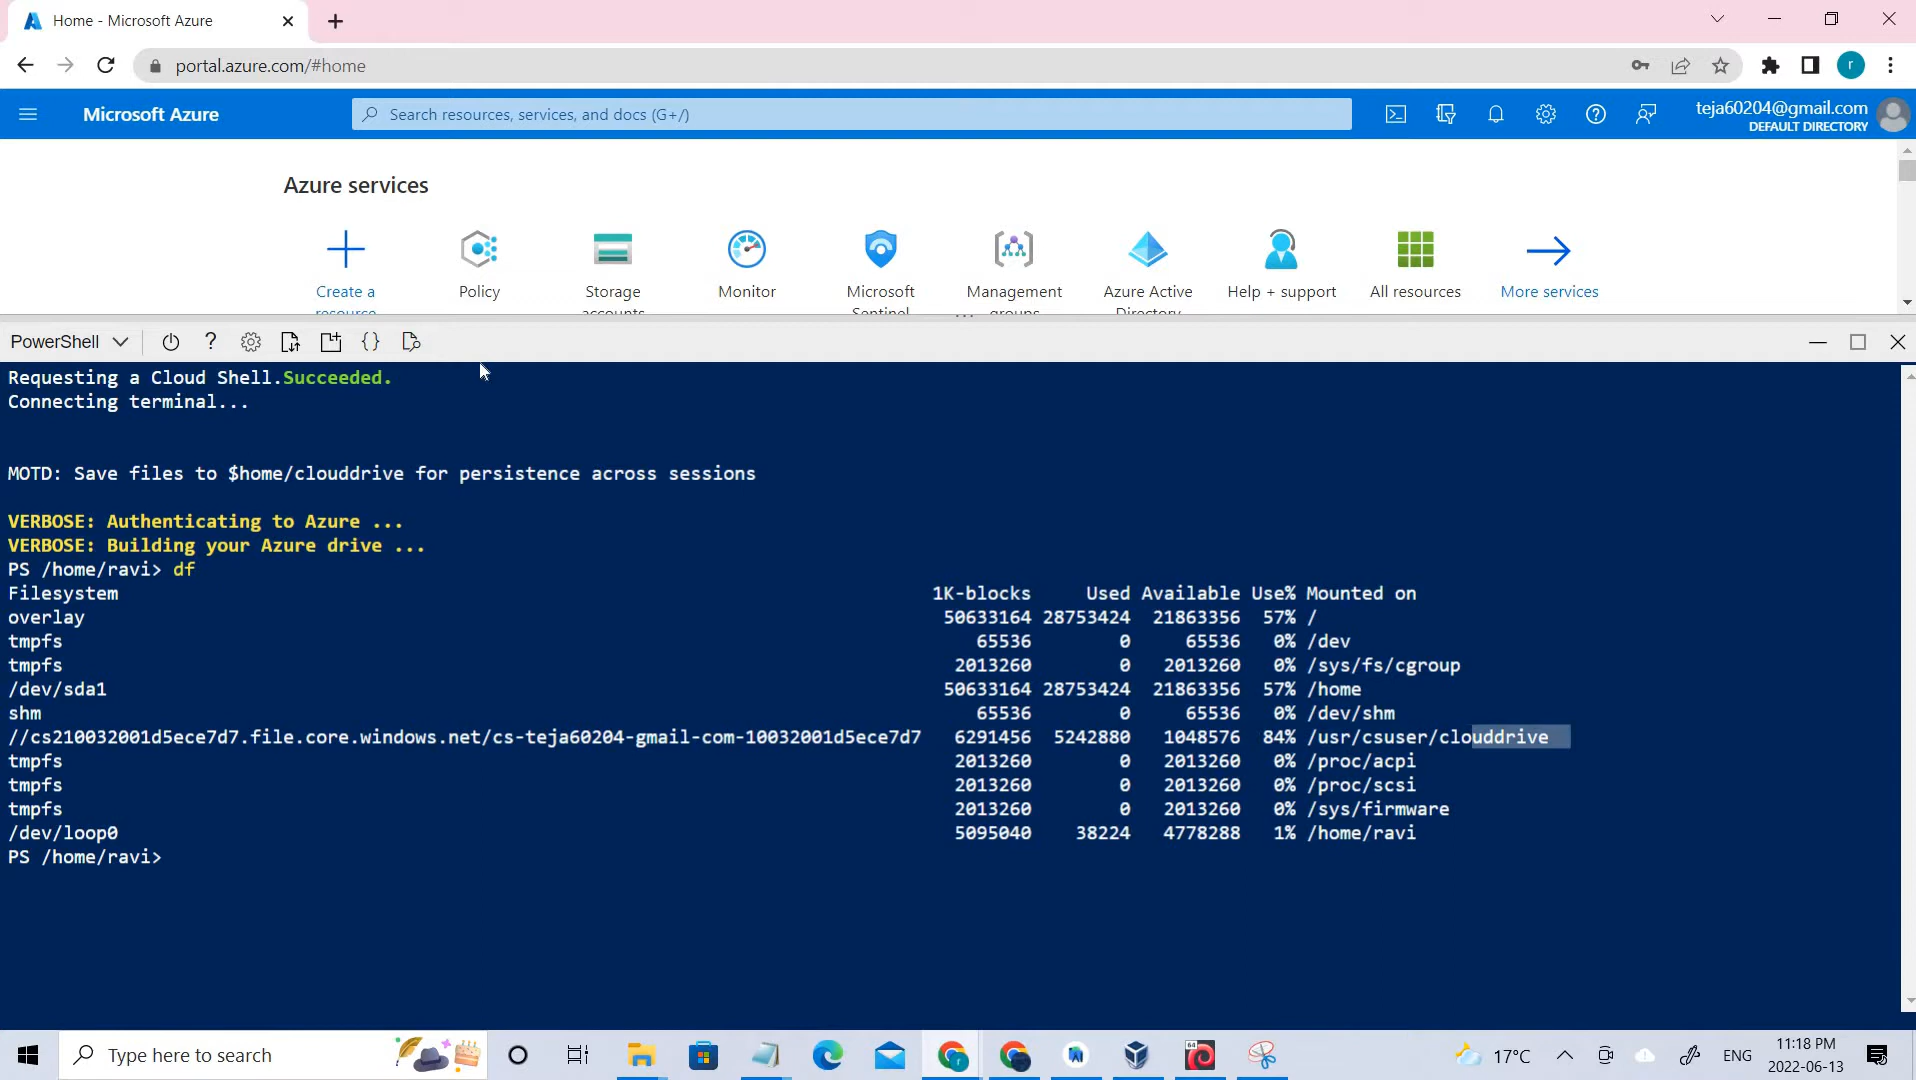 Home - Microsoft Azure
portal.azure.com/#home
r
Microsoft Azure
Search resources, services, and docs (G+/)
teja60204@gmail.com
DEFAULT DIRECTORY
Azure services
Create a resource
Policy
Storage accounts
Monitor
Microsoft Sentinel
Management groups
Azure Active Directory
Help + support
All resources
More services
PowerShell
Requesting a Cloud Shell.Succeeded.
Connecting terminal...
MOTD: Save files to $home/clouddrive for persistence across sessions
VERBOSE: Authenticating to Azure ...
VERBOSE: Building your Azure drive ...
PS /home/ravi> df
Filesystem 1K-blocks Used Available Use% Mounted on
overlay 50633164 28753424 21863356 57% /
tmpfs 65536 0 65536 0% /dev
tmpfs 2013260 0 2013260 0% /sys/fs/cgroup
/dev/sda1 50633164 28753424 21863356 57% /home
shm 65536 0 65536 0% /dev/shm
//cs210032001d5ece7d7.file.core.windows.net/cs-teja60204-gmail-com-10032001d5ece7d7 6291456 5242880 1048576 84% /usr/csuser/clouddrive
tmpfs 2013260 0 2013260 0% /proc/acpi
tmpfs 2013260 0 2013260 0% /proc/scsi
tmpfs 2013260 0 2013260 0% /sys/firmware
/dev/loop0 5095040 38224 4778288 1% /home/ravi
PS /home/ravi>
Type here to search
17°C
ENG
11:18 PM
2022-06-13